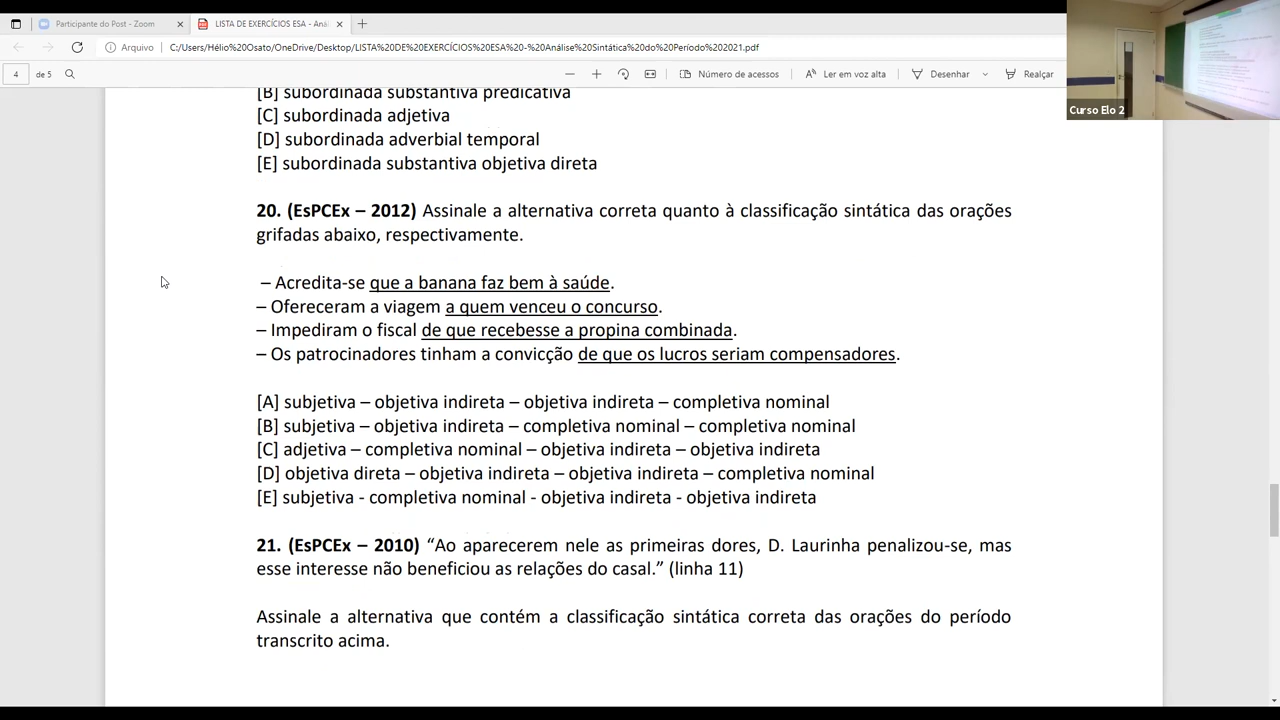 Participante do Post - Zoom
LISTA DE EXERCÍCIOS ESA - Aná
Arquivo
C:/Users/Hélio%20Osato/OneDrive/Desktop/LISTA%20DE%20EXERCÍCIOS%20ESA%20-%20Análise%20Sintática%20do%20Período%202021.pdf
4 de 5
Número de acessos
Ler em voz alta
Desenhar
Realçar
Curso Elo 2
[B] subordinada substantiva predicativa
[C] subordinada adjetiva
[D] subordinada adverbial temporal
[E] subordinada substantiva objetiva direta
20. (EsPCEx – 2012) Assinale a alternativa correta quanto à classificação sintática das orações
grifadas abaixo, respectivamente.
– Acredita-se que a banana faz bem à saúde.
– Ofereceram a viagem a quem venceu o concurso.
– Impediram o fiscal de que recebesse a propina combinada.
– Os patrocinadores tinham a convicção de que os lucros seriam compensadores.
[A] subjetiva – objetiva indireta – objetiva indireta – completiva nominal
[B] subjetiva – objetiva indireta – completiva nominal – completiva nominal
[C] adjetiva – completiva nominal – objetiva indireta – objetiva indireta
[D] objetiva direta – objetiva indireta – objetiva indireta – completiva nominal
[E] subjetiva - completiva nominal - objetiva indireta - objetiva indireta
21. (EsPCEx – 2010) “Ao aparecerem nele as primeiras dores, D. Laurinha penalizou-se, mas
esse interesse não beneficiou as relações do casal.” (linha 11)
Assinale a alternativa que contém a classificação sintática correta das orações do período
transcrito acima.